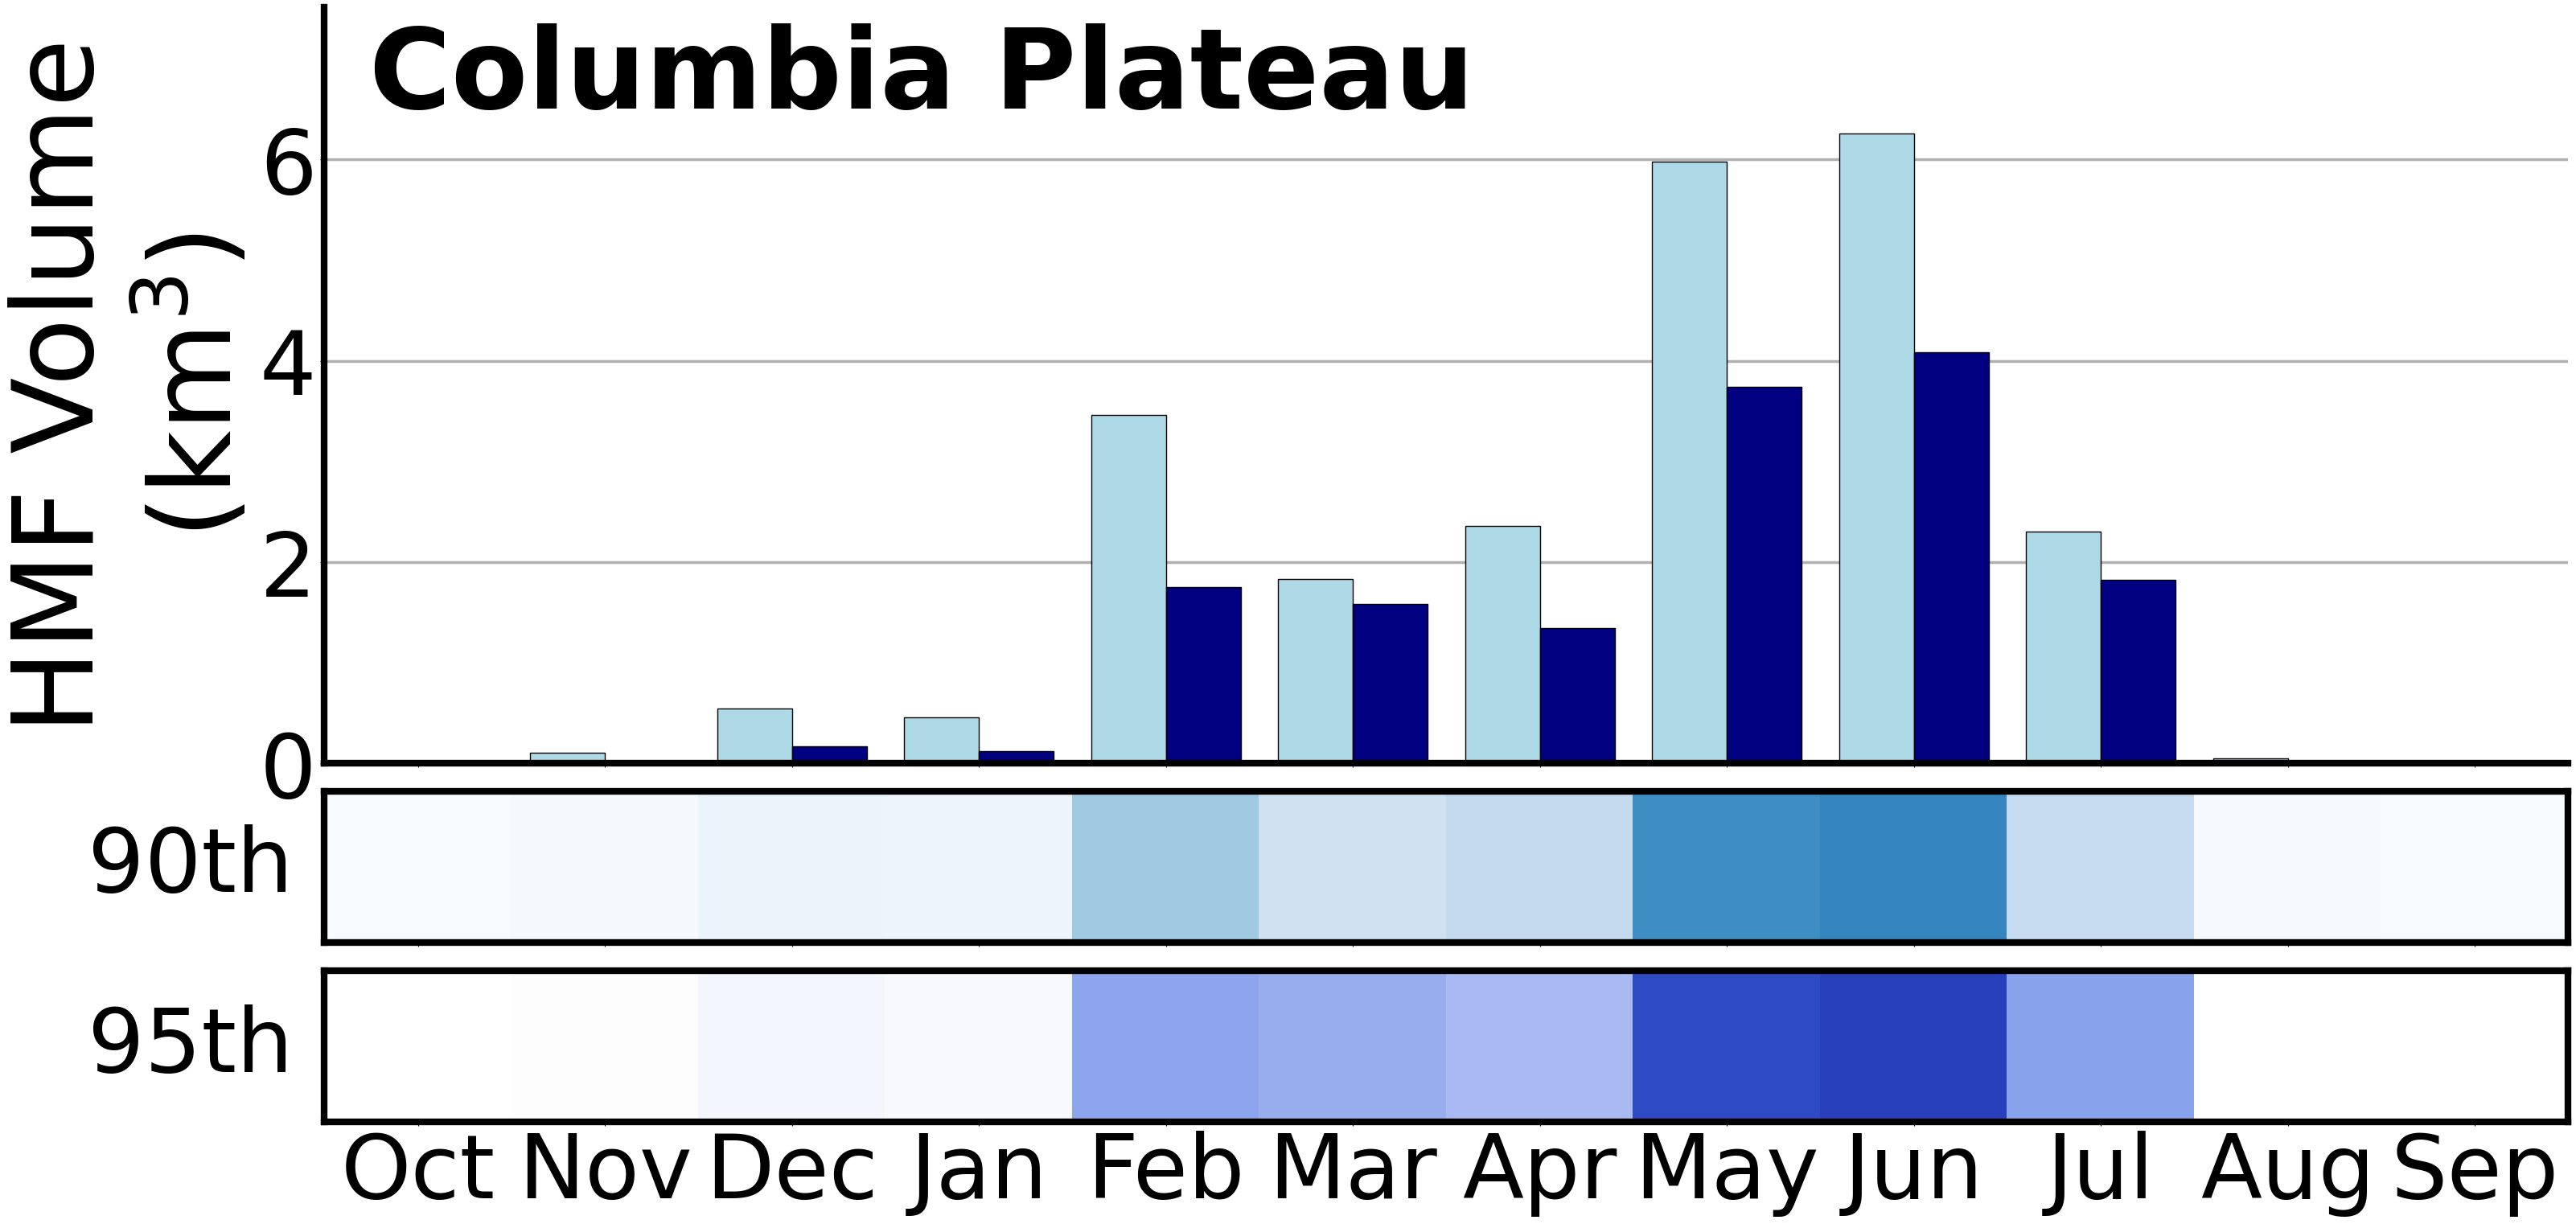 Columbia Plateau
HMF Volume
(km³)
6
4
2
0
90th
95th
Oct Nov Dec Jan Feb Mar Apr May Jun Jul Aug Sep